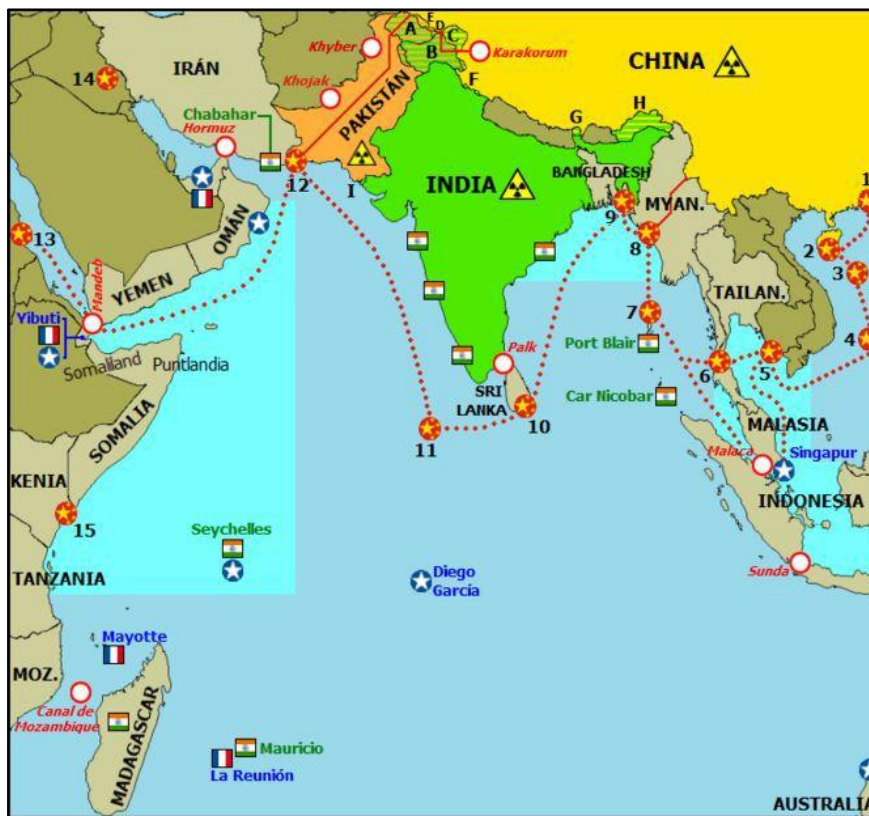 E
D
A
C
Khyber
Karakorum
B
CHINA
14
IRÁN
Khojak
F
PAKISTÁN
H
Chabahar
Hormuz
G
BANGLADESH
INDIA
12
I
1
MYAN.
9
OMÁN
13
8
2
3
YEMEN
Mandeb
TAILAN.
7
Yibuti
Port Blair
4
Palk
Somaliland
Puntlandia
6
5
SRI
LANKA
Car Nicobar
10
MALASIA
SOMALIA
11
Malaca
Singapur
KENIA
INDONESIA
15
Seychelles
TANZANIA
Sunda
Diego
García
Mayotte
MOZ.
Canal de
Mozambique
MADAGASCAR
Mauricio
La Reunión
AUSTRALIA